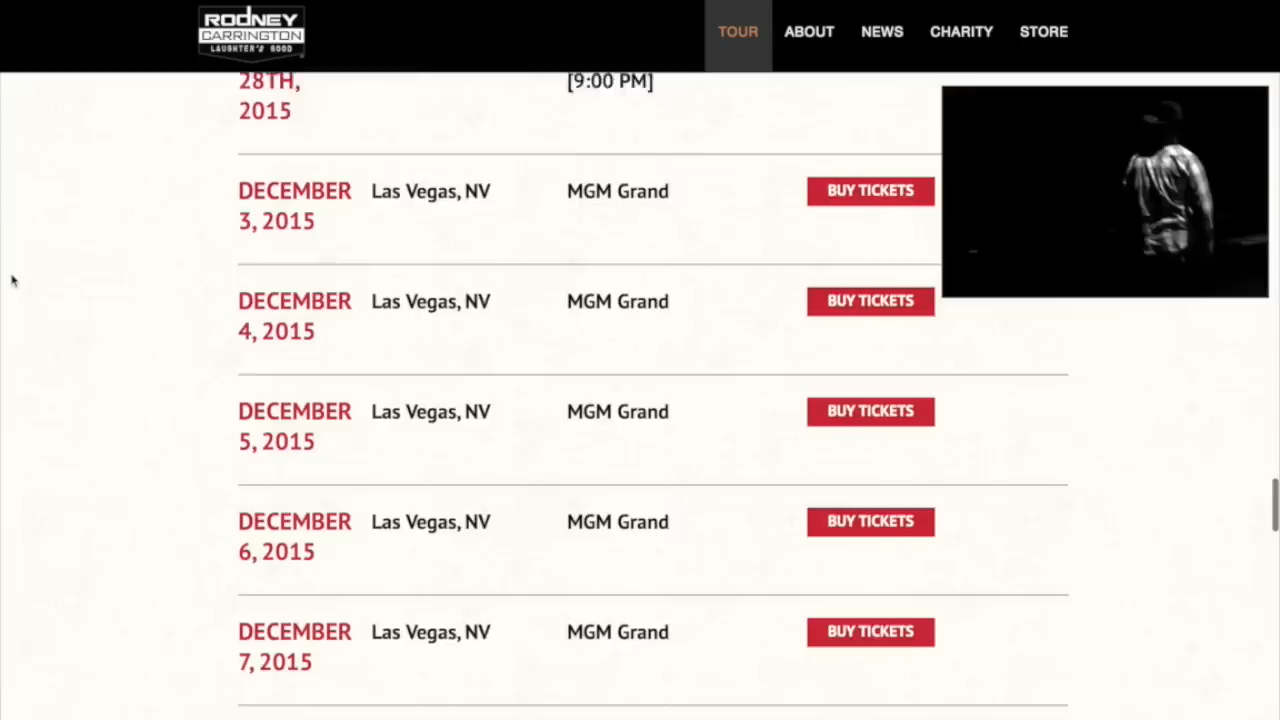 RODNEY
CARRINGTON
LAUGHTER'S GOOD
TOUR ABOUT NEWS CHARITY STORE
28TH, [9:00 PM]
2015
DECEMBER Las Vegas, NV MGM Grand BUY TICKETS
3, 2015
DECEMBER Las Vegas, NV MGM Grand BUY TICKETS
4, 2015
DECEMBER Las Vegas, NV MGM Grand BUY TICKETS
5, 2015
DECEMBER Las Vegas, NV MGM Grand BUY TICKETS
6, 2015
DECEMBER Las Vegas, NV MGM Grand BUY TICKETS
7, 2015